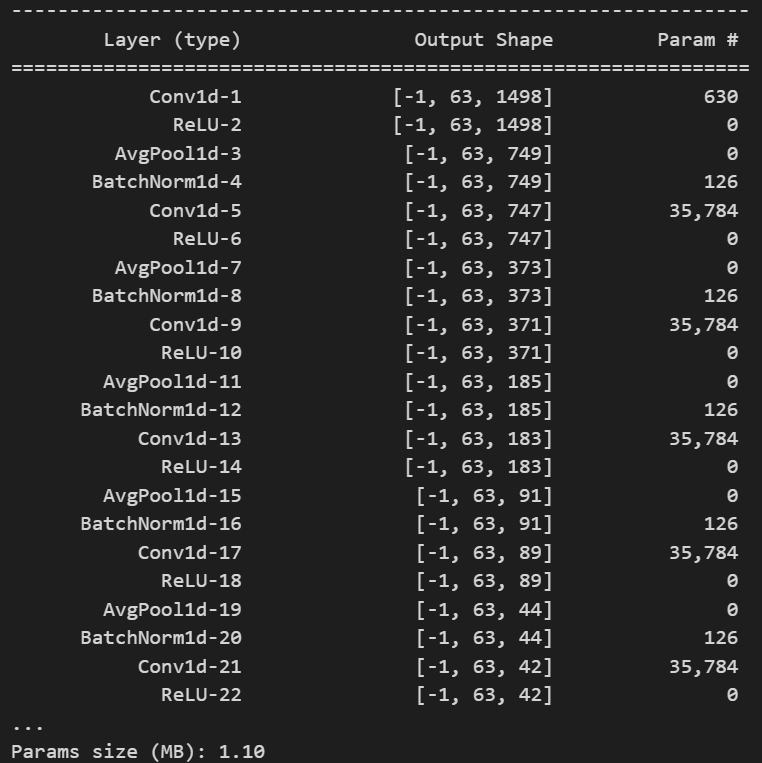 ----------------------------------------------------------------
        Layer (type)               Output Shape         Param #
================================================================
            Conv1d-1             [-1, 63, 1498]             630
              ReLU-2             [-1, 63, 1498]               0
         AvgPool1d-3              [-1, 63, 749]               0
       BatchNorm1d-4              [-1, 63, 749]             126
            Conv1d-5              [-1, 63, 747]          35,784
              ReLU-6              [-1, 63, 747]               0
         AvgPool1d-7              [-1, 63, 373]               0
       BatchNorm1d-8              [-1, 63, 373]             126
            Conv1d-9              [-1, 63, 371]          35,784
             ReLU-10              [-1, 63, 371]               0
        AvgPool1d-11              [-1, 63, 185]               0
      BatchNorm1d-12              [-1, 63, 185]             126
           Conv1d-13              [-1, 63, 183]          35,784
             ReLU-14              [-1, 63, 183]               0
        AvgPool1d-15               [-1, 63, 91]               0
      BatchNorm1d-16               [-1, 63, 91]             126
           Conv1d-17               [-1, 63, 89]          35,784
             ReLU-18               [-1, 63, 89]               0
        AvgPool1d-19               [-1, 63, 44]               0
      BatchNorm1d-20               [-1, 63, 44]             126
           Conv1d-21               [-1, 63, 42]          35,784
             ReLU-22               [-1, 63, 42]               0
...
Params size (MB): 1.10